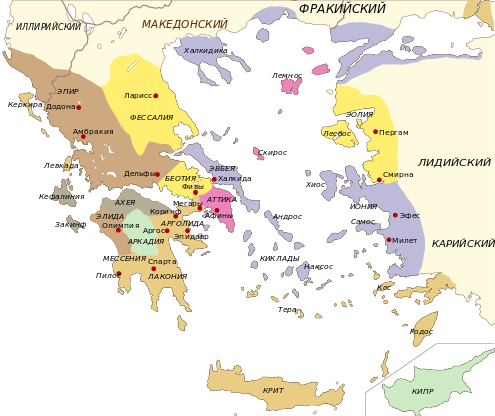 ФРАКИЙСКИЙ
ИЛЛИРИЙСКИЙ
МАКЕДОНСКИЙ
Халкидика
Лемнос
ЭПИР
Ларисс
Керкира
Додона
ФЕССАЛИЯ
ЭОЛИЯ
Амбракия
Лесбос
Пергам
Скирос
Левкада
ЛИДИЙСКИЙ
Дельфы
ЭВБЕЯ
БЕОТИЯ
Халкида
Смирна
Фивы
Хиос
Кефалиния
АХЕЯ
АТТИКА
Мегары
ИОНИЯ
Коринф
Афины
Эфес
ЭЛИДА
Андрос
Закинф
Олимпия
АРГОЛИДА
Самос
Аргос
Эпидавр
АРКАДИЯ
Милет
КАРИЙСКИЙ
МЕССЕНИЯ
Спарта
КИКЛАДЫ
Наксос
Пилос
ЛАКОНИЯ
Кос
Тера
Родос
КРИТ
КИПР